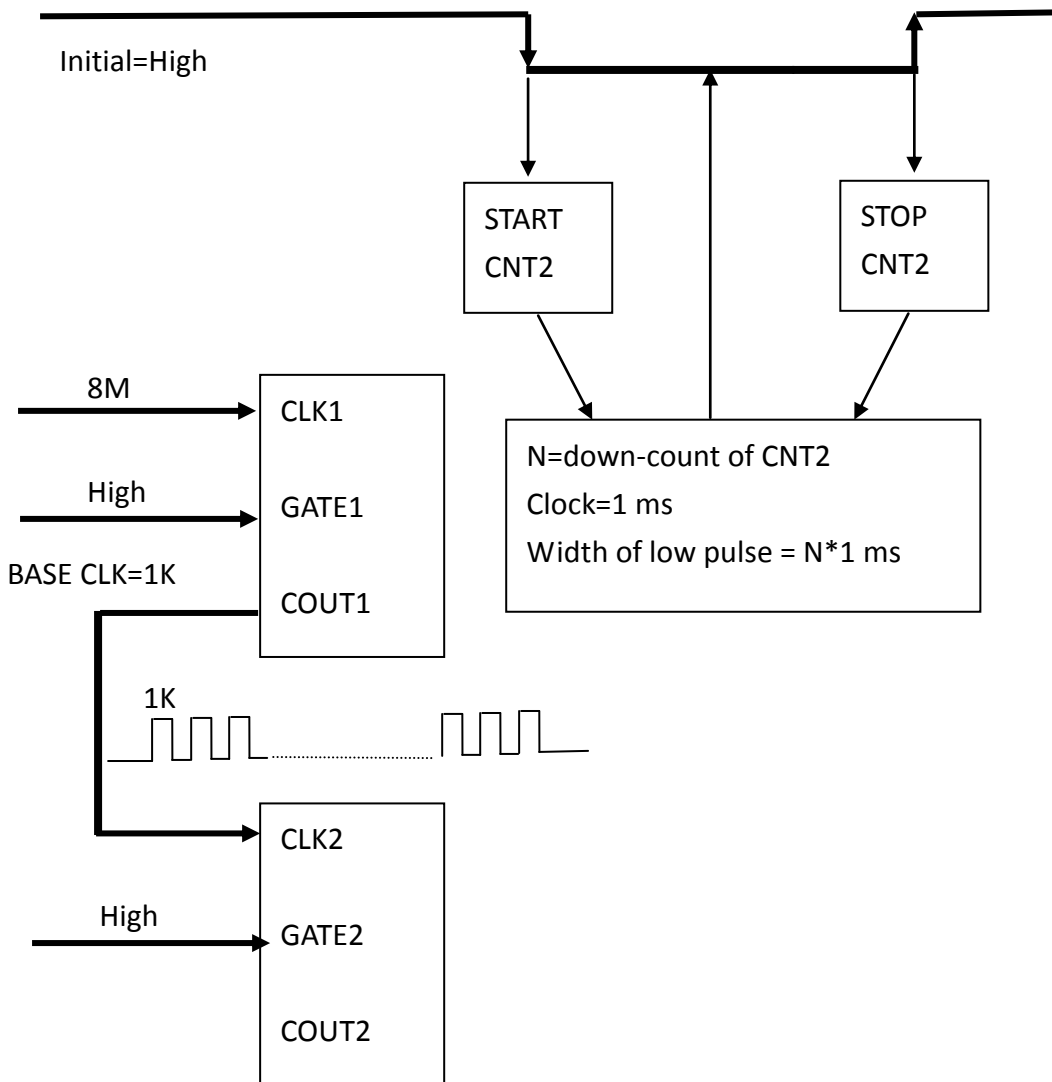 Initial=High
START
CNT2
STOP
CNT2
8M
CLK1
High
GATE1
BASE CLK=1K
COUT1
N=down-count of CNT2
Clock=1 ms
Width of low pulse = N*1 ms
1K
CLK2
High
GATE2
COUT2